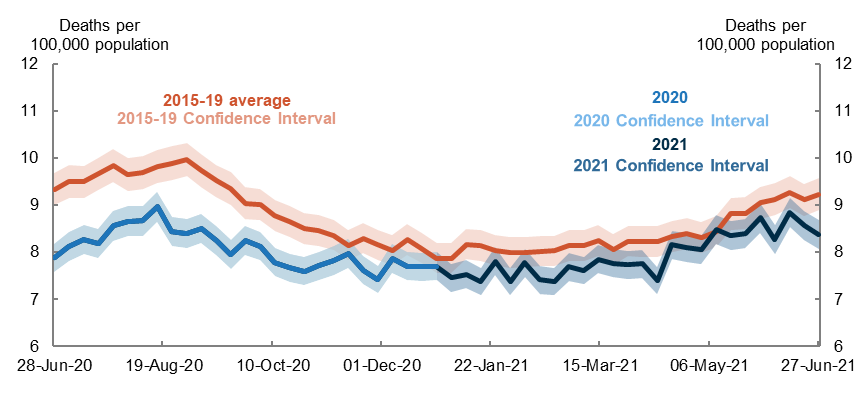 Deaths per
100,000 population
Deaths per
100,000 population
12
11
10
9
8
7
6
12
11
10
9
8
7
6
2015-19 average
2015-19 Confidence Interval
2020
2020 Confidence Interval
2021
2021 Confidence Interval
28-Jun-20
19-Aug-20
10-Oct-20
01-Dec-20
22-Jan-21
15-Mar-21
06-May-21
27-Jun-21